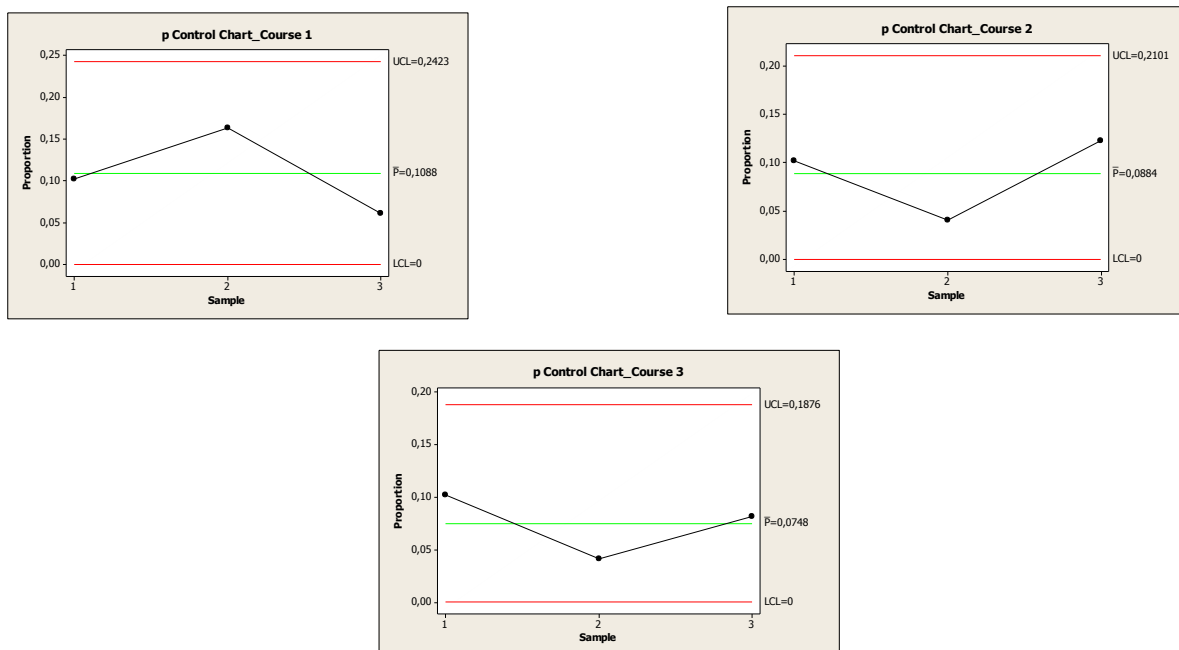 p Control Chart_Course 1
0,25
0,20
0,15
0,10
0,05
0,00
Proportion
UCL=0,2423
P̅=0,1088
LCL=0
1 2 3
Sample
p Control Chart_Course 2
0,20
0,15
0,10
0,05
0,00
Proportion
UCL=0,2101
P̅=0,0884
LCL=0
1 2 3
Sample
p Control Chart_Course 3
0,20
0,15
0,10
0,05
0,00
Proportion
UCL=0,1876
P̅=0,0748
LCL=0
1 2 3
Sample